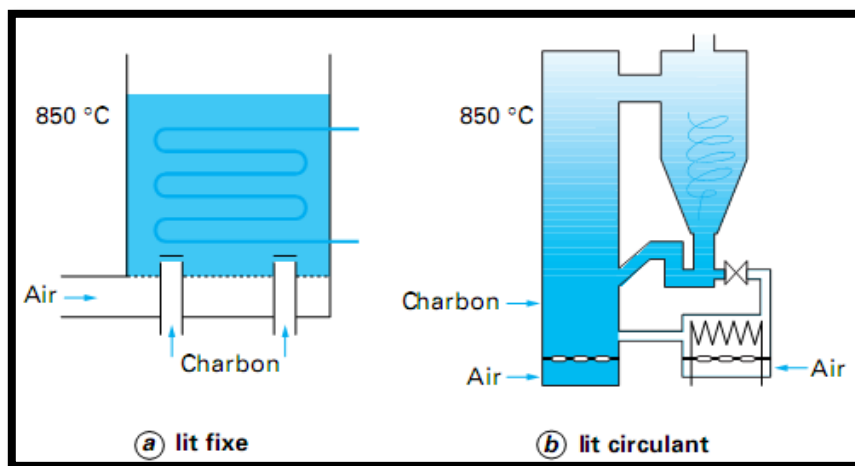 850 °C
Air
Charbon
a lit fixe
850 °C
Charbon
Air
Air
b lit circulant